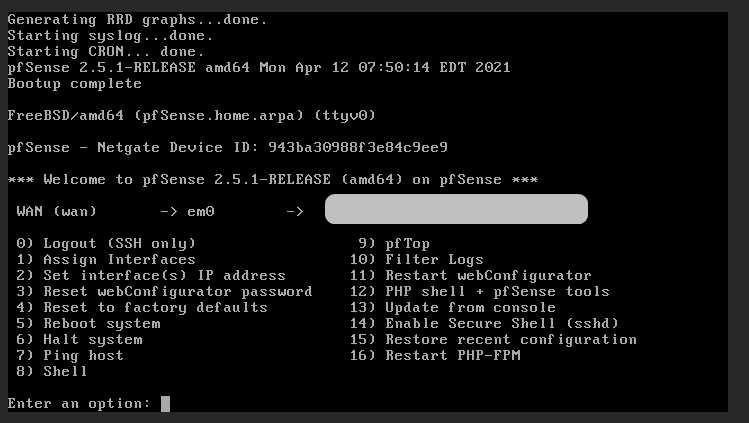 Generating RRD graphs...done.
Starting syslog...done.
Starting CRON... done.
pfSense 2.5.1-RELEASE amd64 Mon Apr 12 07:50:14 EDT 2021
Bootup complete
FreeBSD/amd64 (pfSense.home.arpa) (ttyv0)
pfSense - Netgate Device ID: 943ba30988f3e84c9ee9
*** Welcome to pfSense 2.5.1-RELEASE (amd64) on pfSense ***
WAN (wan) -> em0 ->
0) Logout (SSH only) 9) pfTop
1) Assign Interfaces 10) Filter Logs
2) Set interface(s) IP address 11) Restart webConfigurator
3) Reset webConfigurator password 12) PHP shell + pfSense tools
4) Reset to factory defaults 13) Update from console
5) Reboot system 14) Enable Secure Shell (sshd)
6) Halt system 15) Restore recent configuration
7) Ping host 16) Restart PHP-FPM
8) Shell
Enter an option: